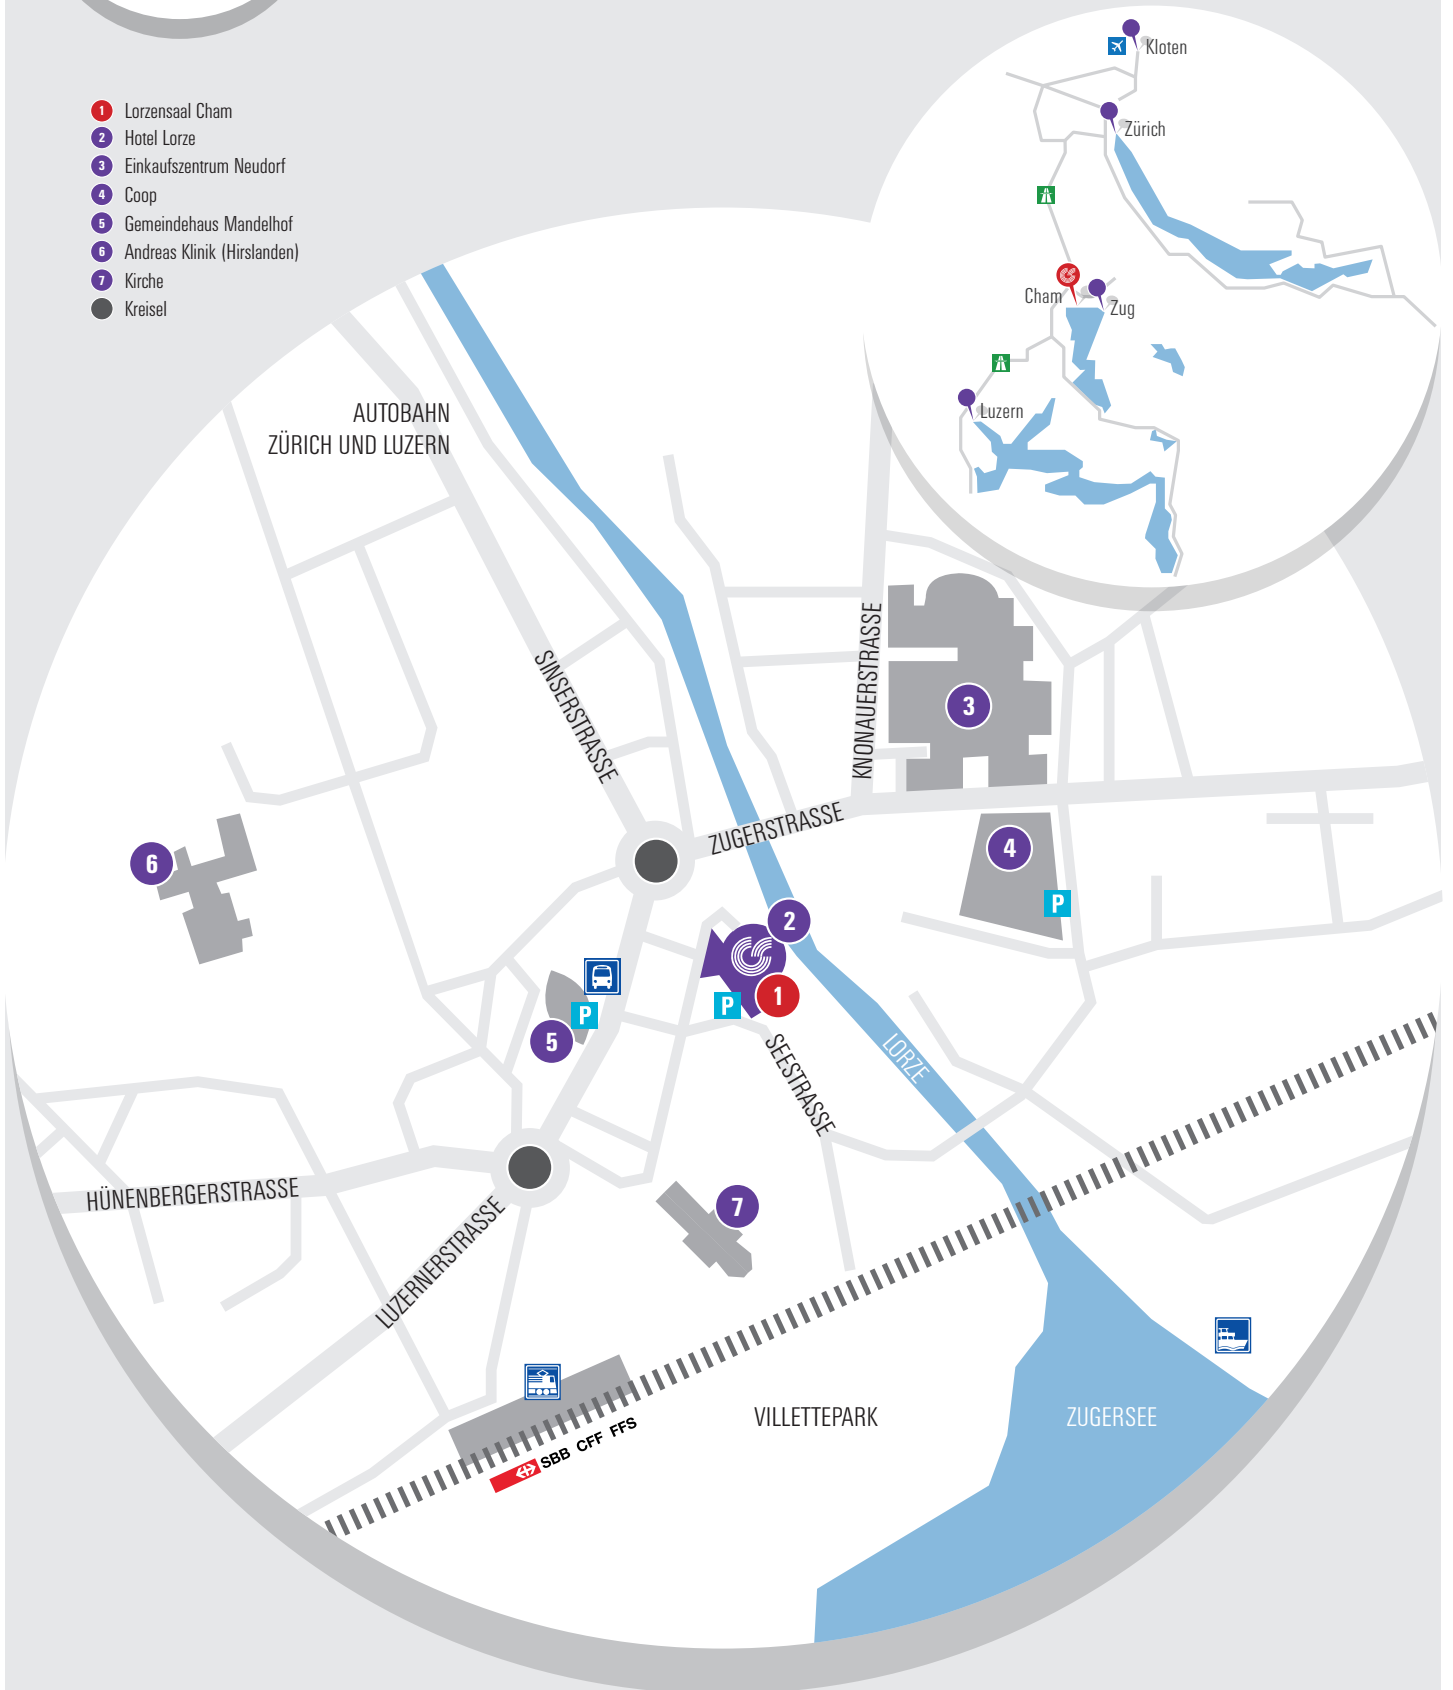 1 Lorzensaal Cham
2 Hotel Lorze
3 Einkaufszentrum Neudorf
4 Coop
5 Gemeindehaus Mandelhof
6 Andreas Klinik (Hirslanden)
7 Kirche
Kreisel
Kloten
Zürich
Cham
Zug
Luzern
AUTOBAHN
ZÜRICH UND LUZERN
SINSERSTRASSE
KNONAUERSTRASSE
3
ZUGERSTRASSE
4
6
P
2
1
P
P
5
SEESTRASSE
LORZE
HÜNENBERGERSTRASSE
7
LUZERNERSTRASSE
VILLETTEPARK
ZUGERSEE
SBB CFF FFS